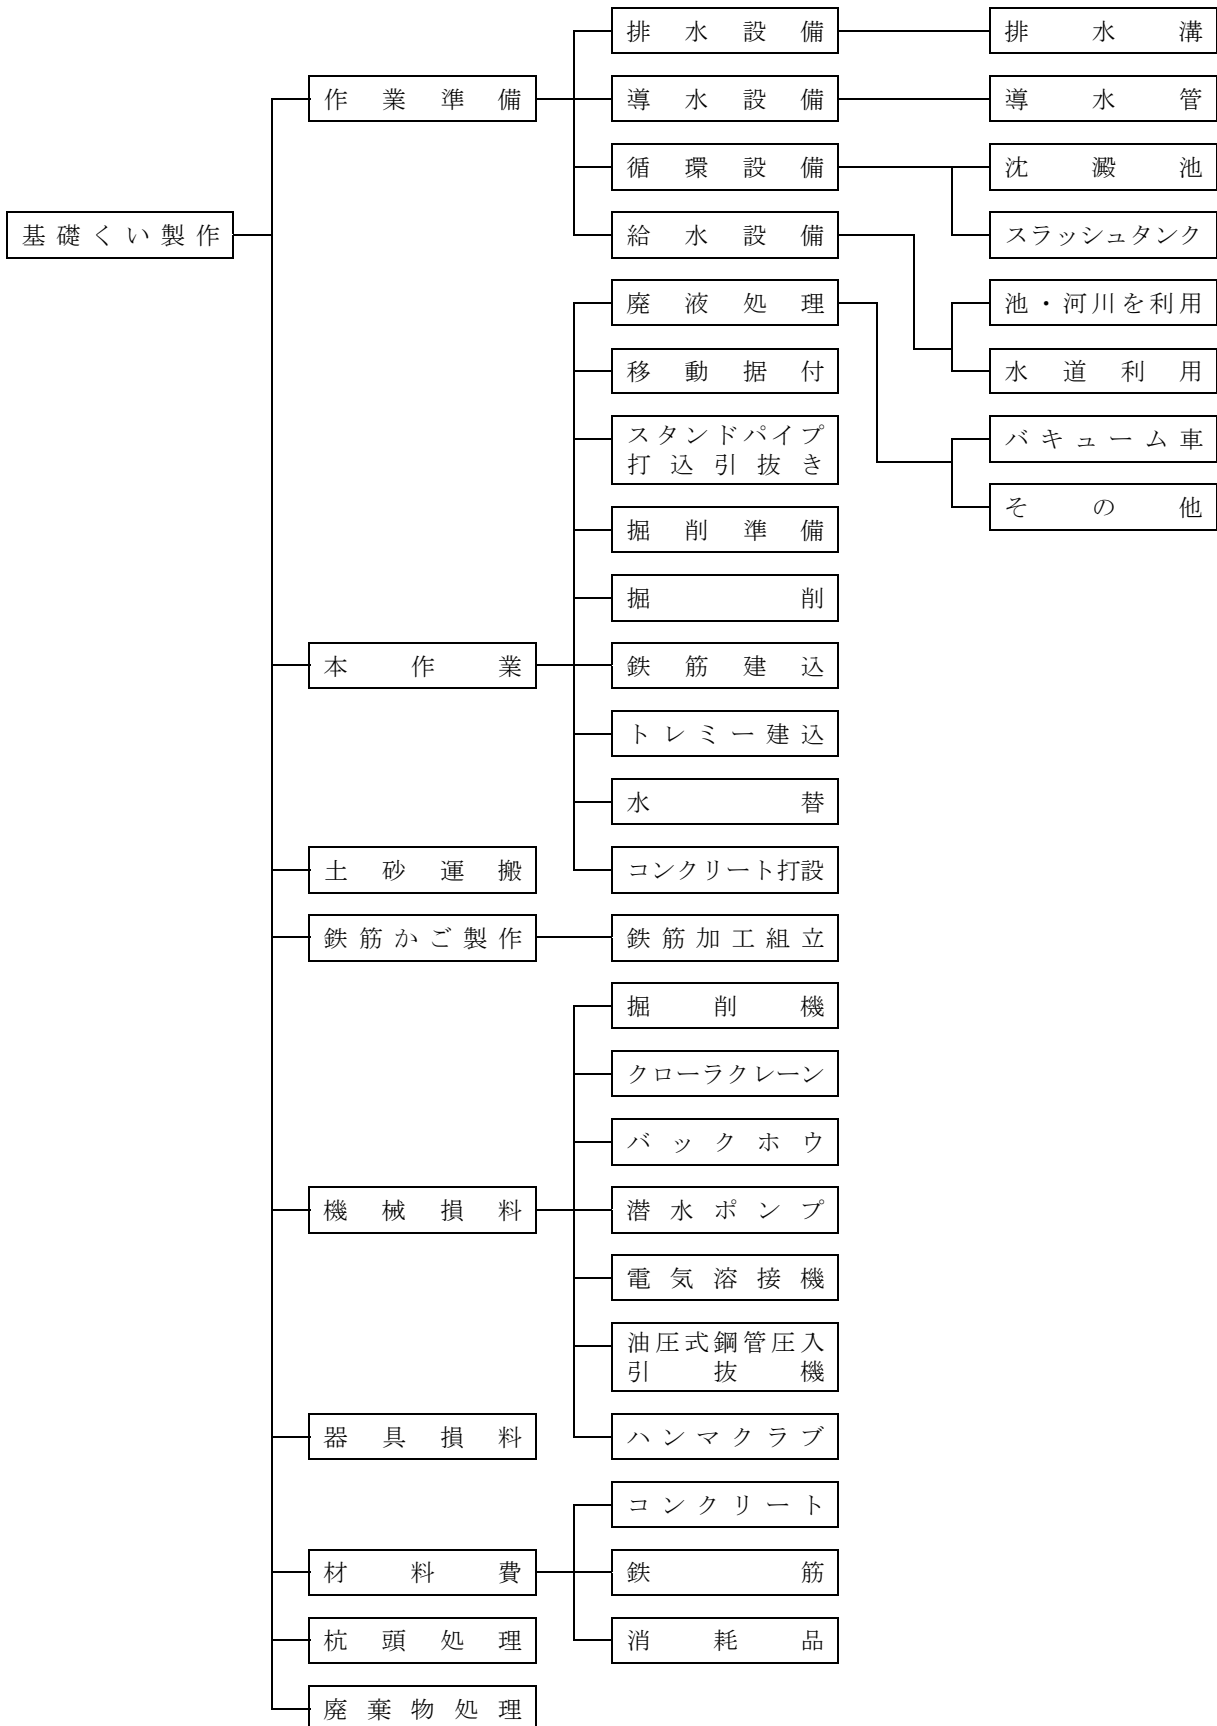 基礎くい製作
作業準備
排水設備
排水溝
導水設備
導水管
循環設備
沈澱池
スラッシュタンク
給水設備
池・河川を利用
水道利用
本作業
廃液処理
バキューム車
その他
移動据付
スタンドパイプ
打込引抜き
掘削準備
掘削
鉄筋建込
トレミー建込
水替
コンクリート打設
土砂運搬
鉄筋かご製作
鉄筋加工組立
機械損料
掘削機
クローラクレーン
バックホウ
潜水ポンプ
電気溶接機
油圧式鋼管圧入
引抜機
ハンマクラブ
器具損料
材料費
コンクリート
鉄筋
消耗品
杭頭処理
廃棄物処理